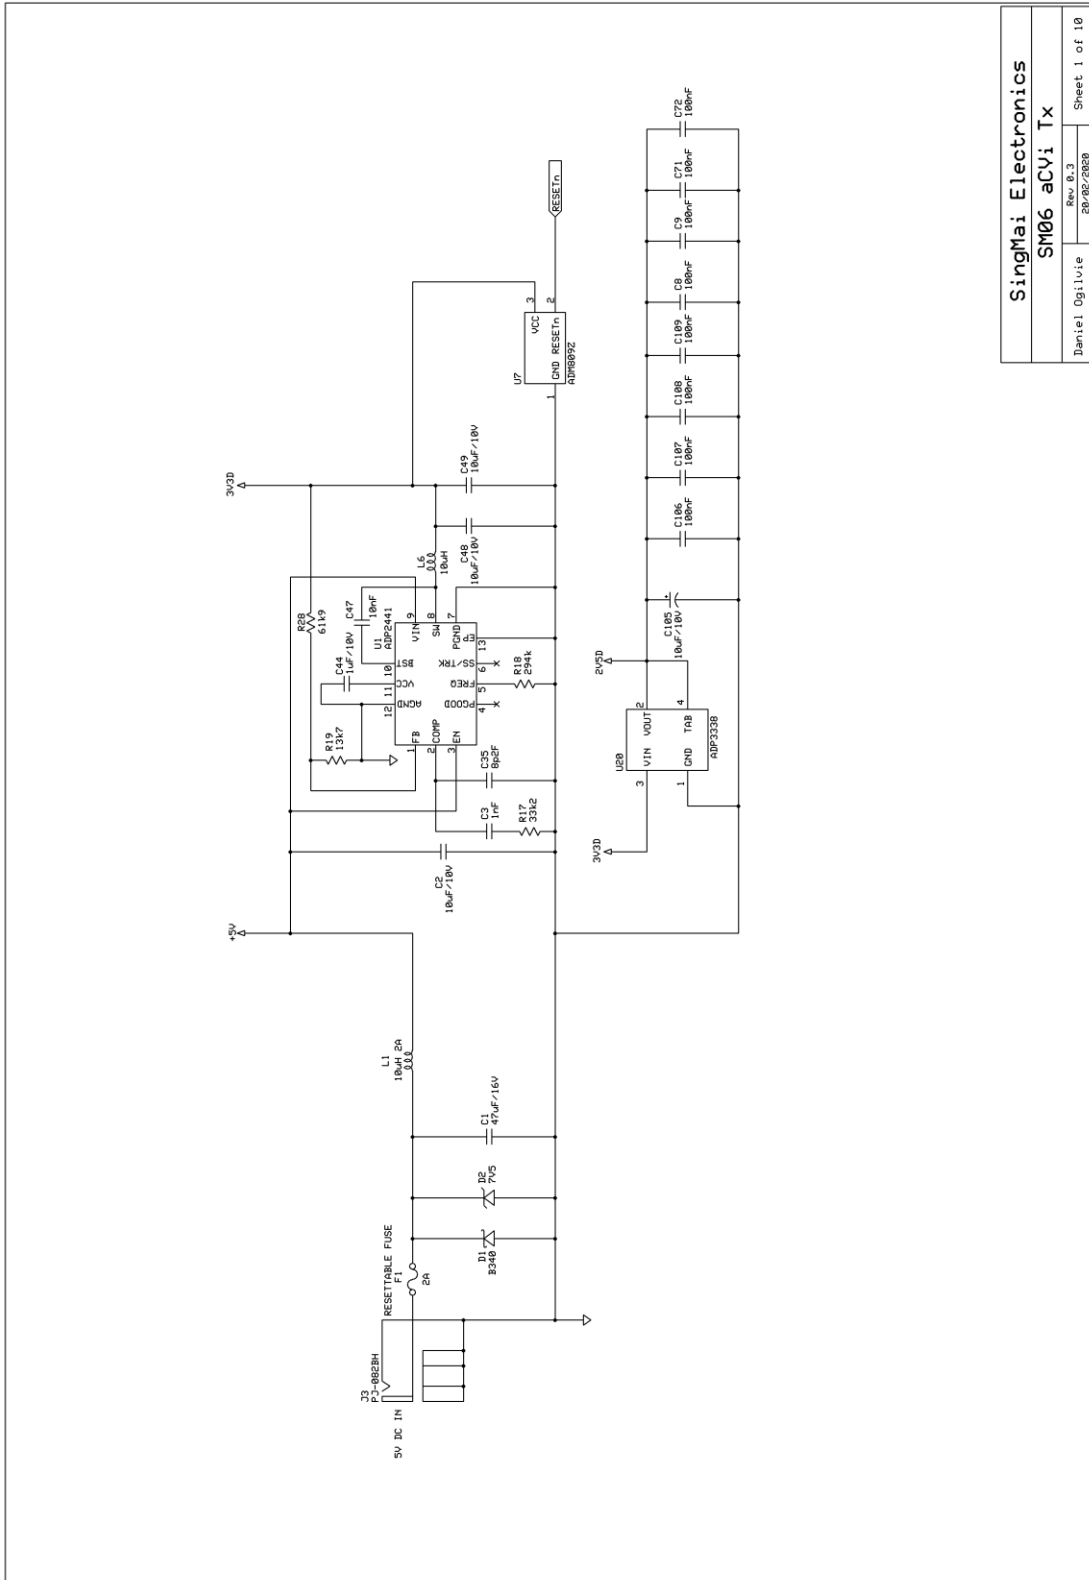 5V DC IN
J3
PJ-002BH
RESETTABLE FUSE
F1
2A
D1
B340
D2
7V5
C1
47uF/16V
L1
10uH 2A
+5V
C2
10uF/10V
C3
1nF
R17
33k2
C35
8p2F
R19
13k7
R28
61k9
C44
1uF/10V
C47
10nF
U1
ADP2441
1 FB
2 COMP
3 EN
4 PGOOD
5 FREQ
6 SS/TRK
13 EP
7 PGND
8 SW
9 VIN
10 BST
11 VCC
12 AGND
R18
294k
L6
10uH
C48
10uF/10V
C49
10uF/10V
3V3D
U7
VCC 3
GND RESETn
1
2
ADM809Z
RESETn
3V3D
U20
3 VIN VOUT 2
1 GND TAB 4
ADP3338
2V5D
C105
10uF/10V
+
C106
100nF
C107
100nF
C108
100nF
C109
100nF
C8
100nF
C9
100nF
C71
100nF
C72
100nF
SingMai Electronics
SM06 aCVi Tx
Daniel Ogilvie
Rev 0.3
20/02/2020
Sheet 1 of 10